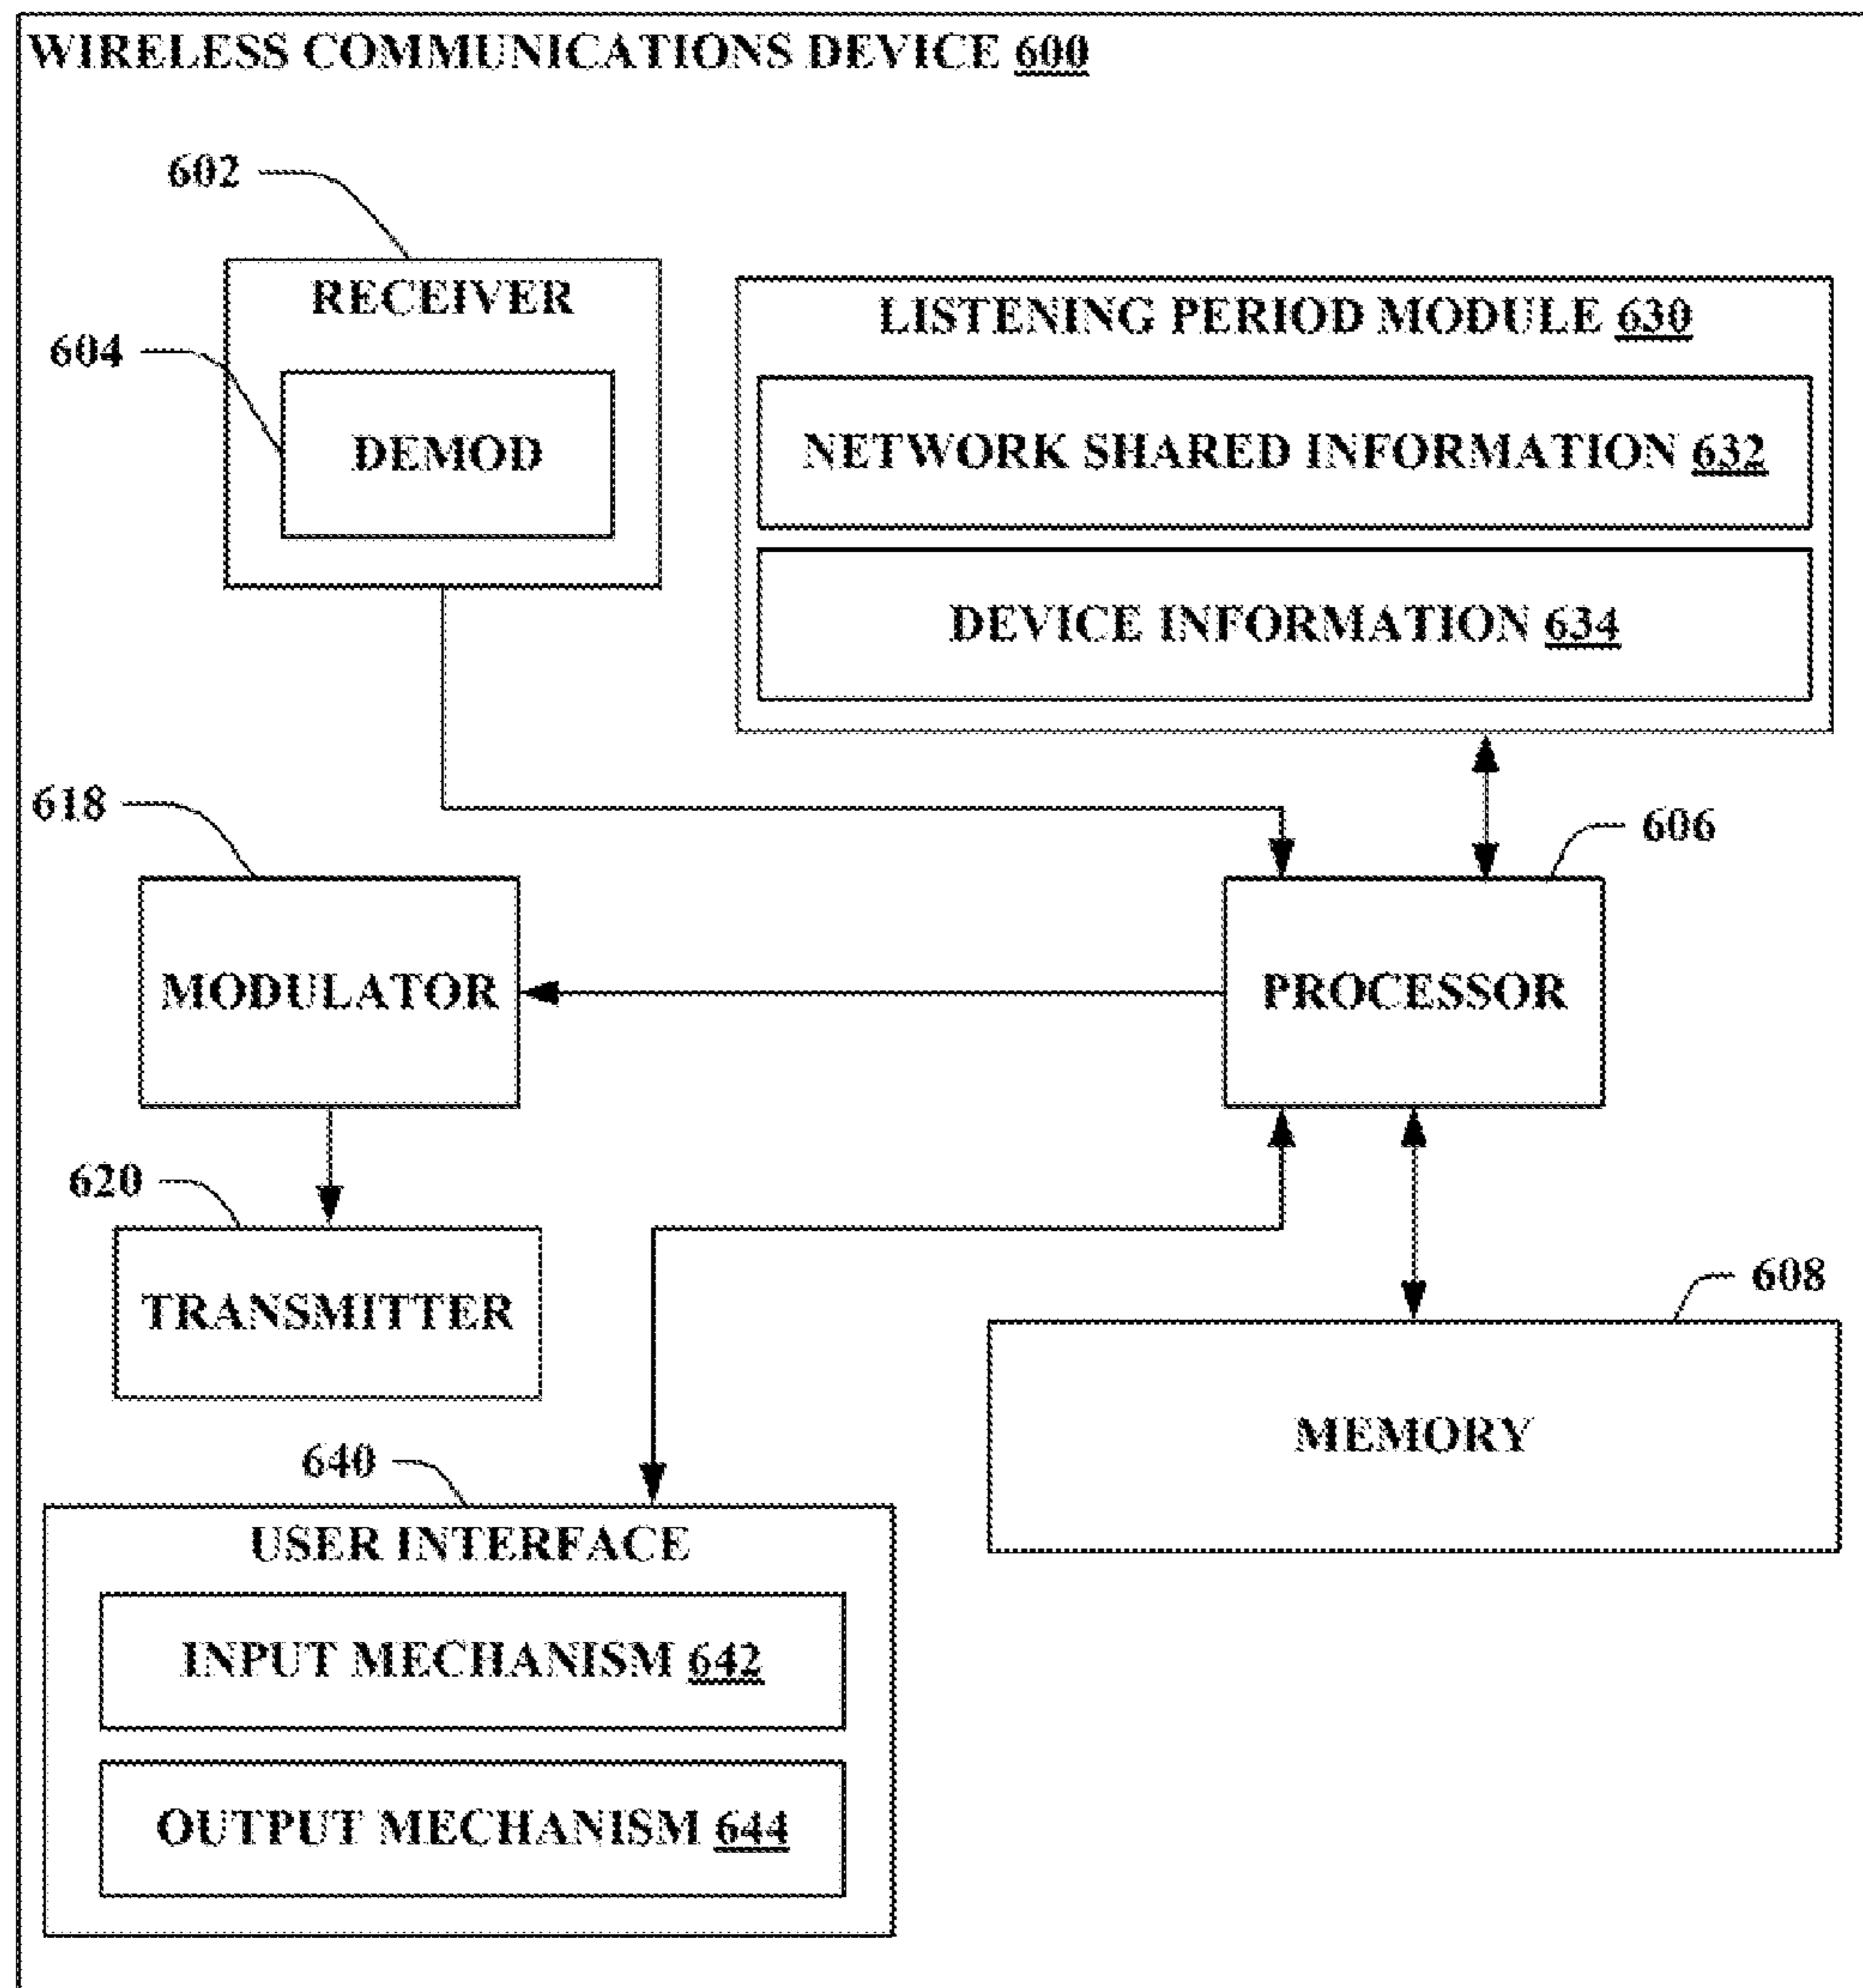 WIRELESS COMMUNICATIONS DEVICE 600
602
RECEIVER
604
DEMOD
LISTENING PERIOD MODULE 630
NETWORK SHARED INFORMATION 632
DEVICE INFORMATION 634
618
606
MODULATOR
PROCESSOR
620
TRANSMITTER
608
MEMORY
640
USER INTERFACE
INPUT MECHANISM 642
OUTPUT MECHANISM 644